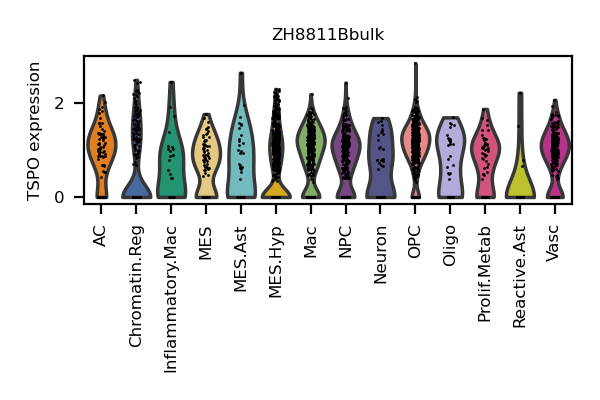 ZH8811Bbulk
TSPO expression
2
0
AC
Chromatin.Reg
Inflammatory.Mac
MES
MES.Ast
MES.Hyp
Mac
NPC
Neuron
OPC
Oligo
Prolif.Metab
Reactive.Ast
Vasc